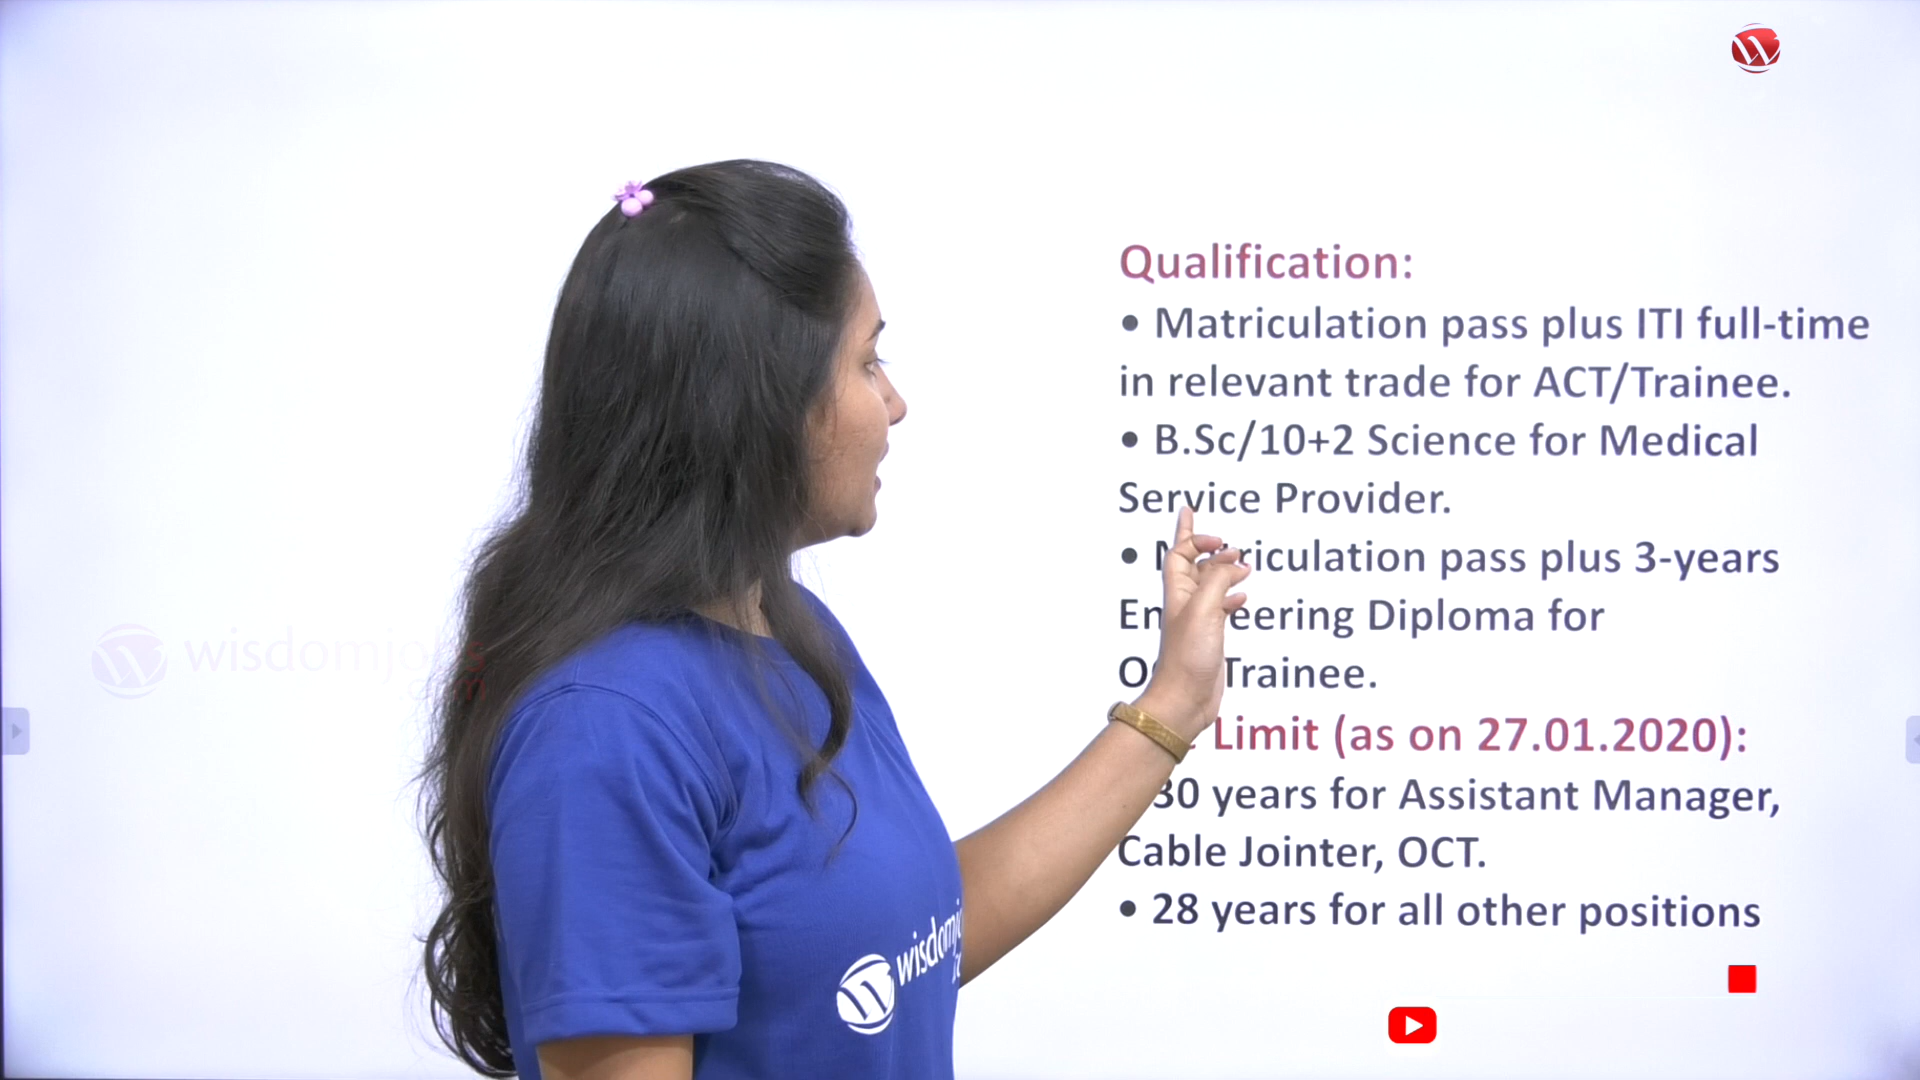 Qualification:
• Matriculation pass plus ITI full-time
in relevant trade for ACT/Trainee.
• B.Sc/10+2 Science for Medical
Service Provider.
• pass plus 3-years
Diploma for
Trainee.
Limit (as on 27.01.2020):
30 years for Assistant Manager,
Cable Jointer, OCT.
• 28 years for all other positions
wisdomjobs
.com